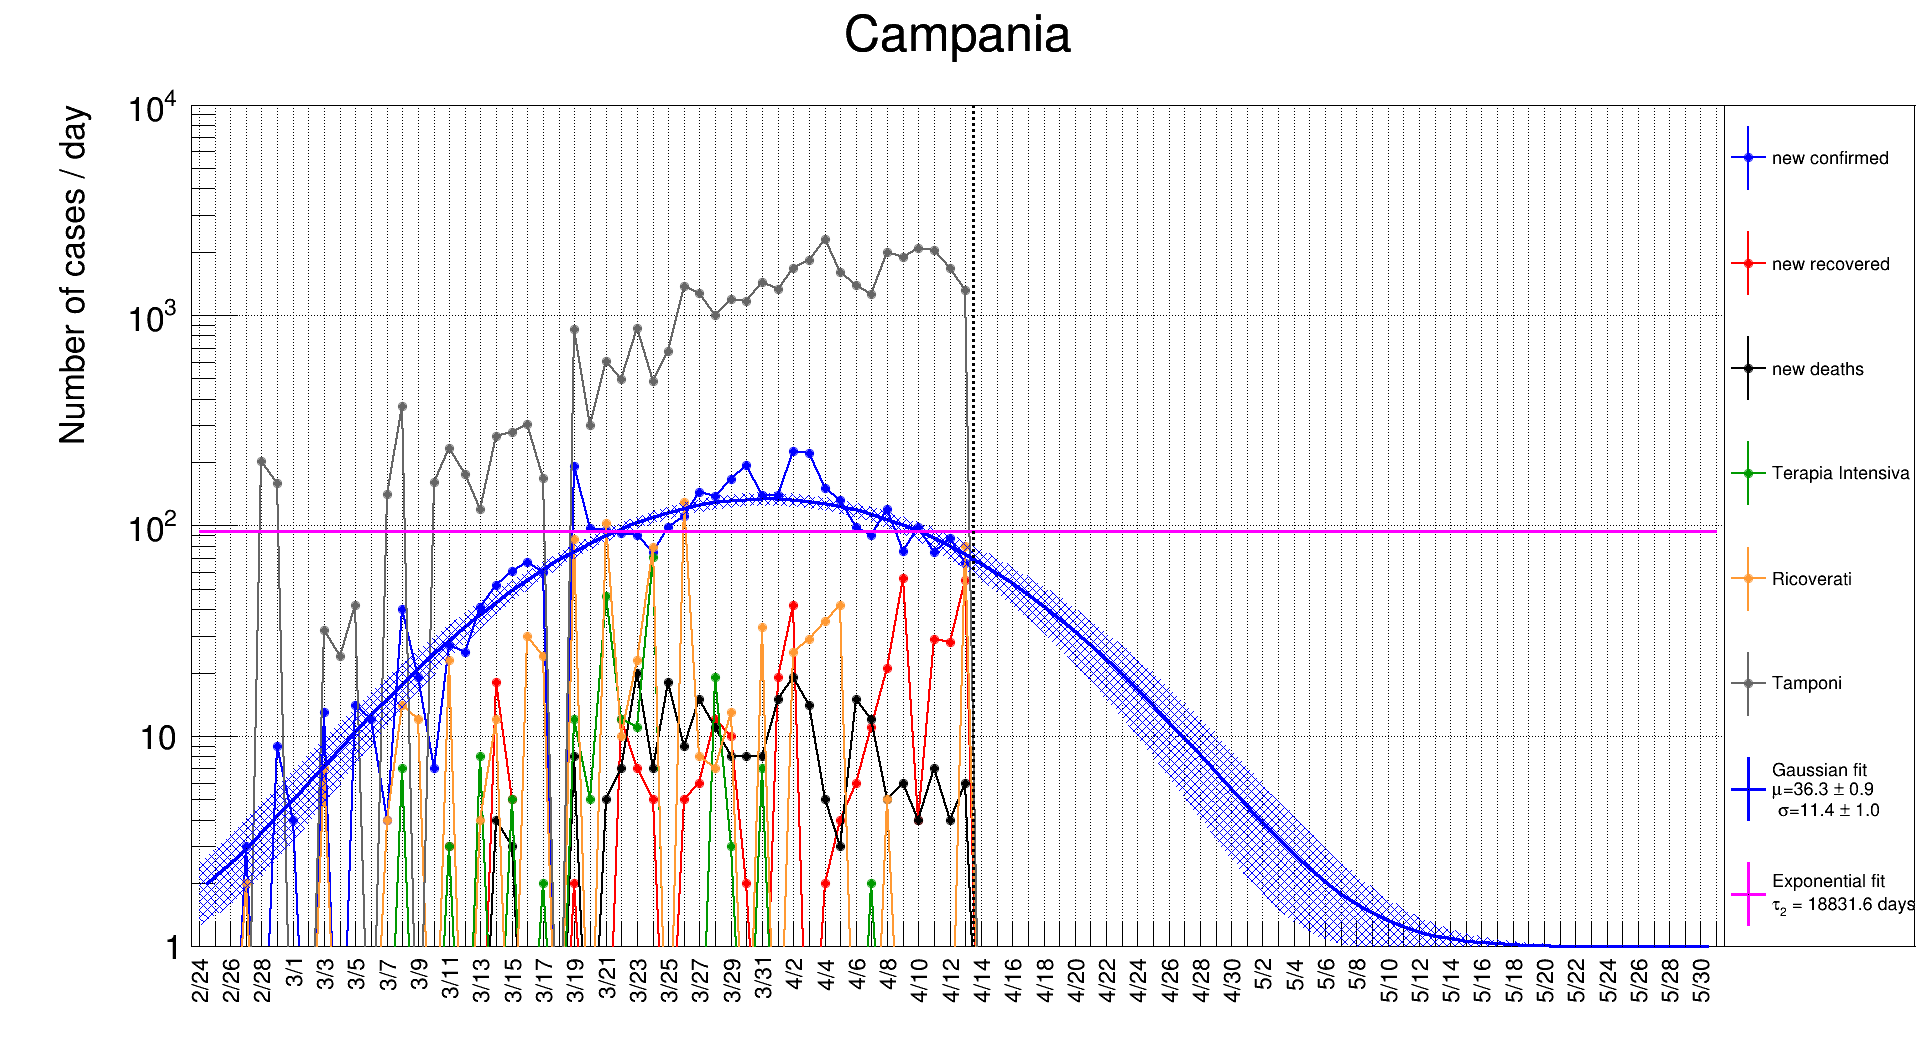 Campania
Number of cases / day
10⁴
10³
10²
10
1
2/24 2/26 2/28 3/1 3/3 3/5 3/7 3/9 3/11 3/13 3/15 3/17 3/19 3/21 3/23 3/25 3/27 3/29 3/31 4/2 4/4 4/6 4/8 4/10 4/12 4/14 4/16 4/18 4/20 4/22 4/24 4/26 4/28 4/30 5/2 5/4 5/6 5/8 5/10 5/12 5/14 5/16 5/18 5/20 5/22 5/24 5/26 5/28 5/30
new confirmed
new recovered
new deaths
Terapia Intensiva
Ricoverati
Tamponi
Gaussian fit
μ=36.3 ± 0.9
σ=11.4 ± 1.0
Exponential fit
τ₂ = 18831.6 days